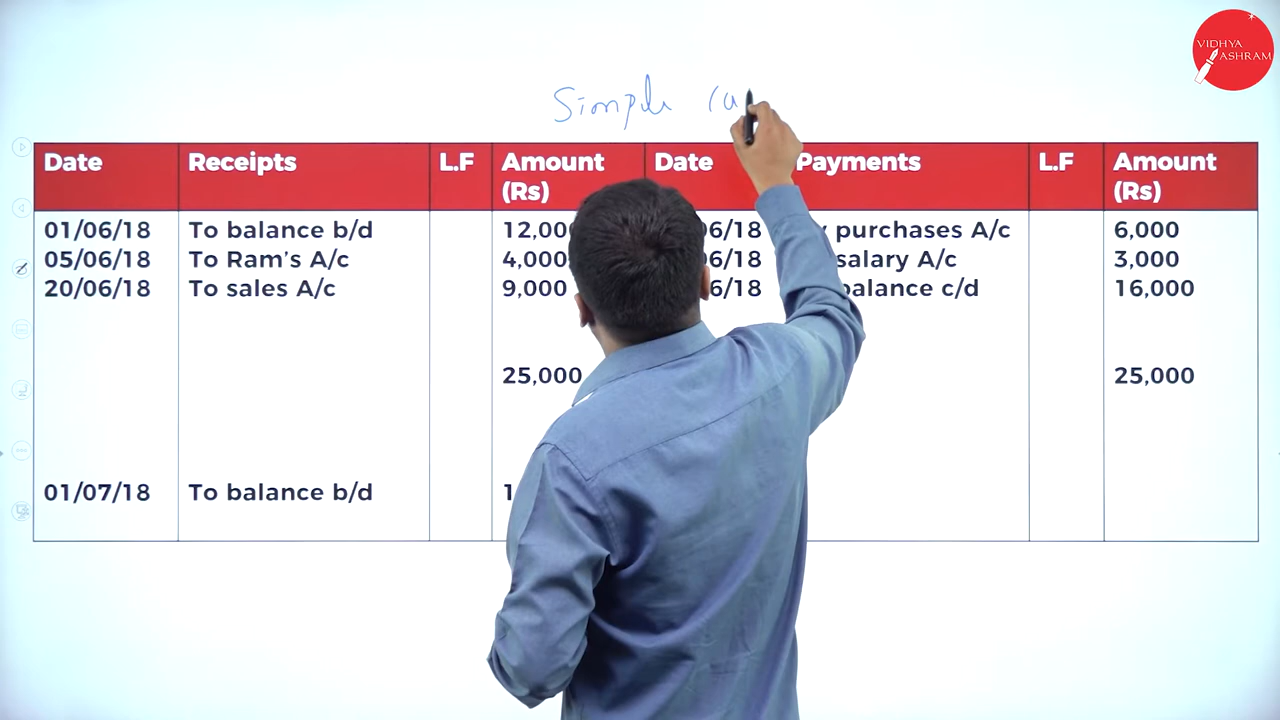 VIDHYA
ASHRAM
Simple
Date Receipts L.F Amount (Rs) Date Payments L.F Amount (Rs)
01/06/18 To balance b/d purchases A/c 6,000
05/06/18 To Ram's A/c 4,000 salary A/c 3,000
20/06/18 To sales A/c 9,000 balance c/d 16,000
25,000 25,000
01/07/18 To balance b/d